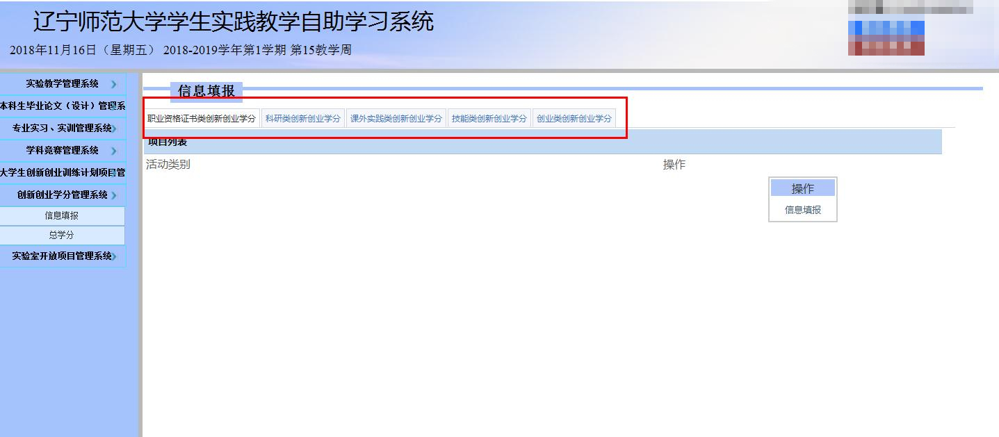 辽宁师范大学学生实践教学自助学习系统
2018年11月16日（星期五） 2018-2019学年第1学期 第15教学周
实验教学管理系统
本科生毕业论文（设计）管理系
专业实习、实训管理系统
学科竞赛管理系统
大学生创新创业训练计划项目管
创新创业学分管理系统
信息填报
总学分
实验室开放项目管理系统
信息填报
职业资格证书类创新创业学分 科研类创新创业学分 课外实践类创新创业学分 技能类创新创业学分 创业类创新创业学分
项目列表
活动类别 操作
操作
信息填报